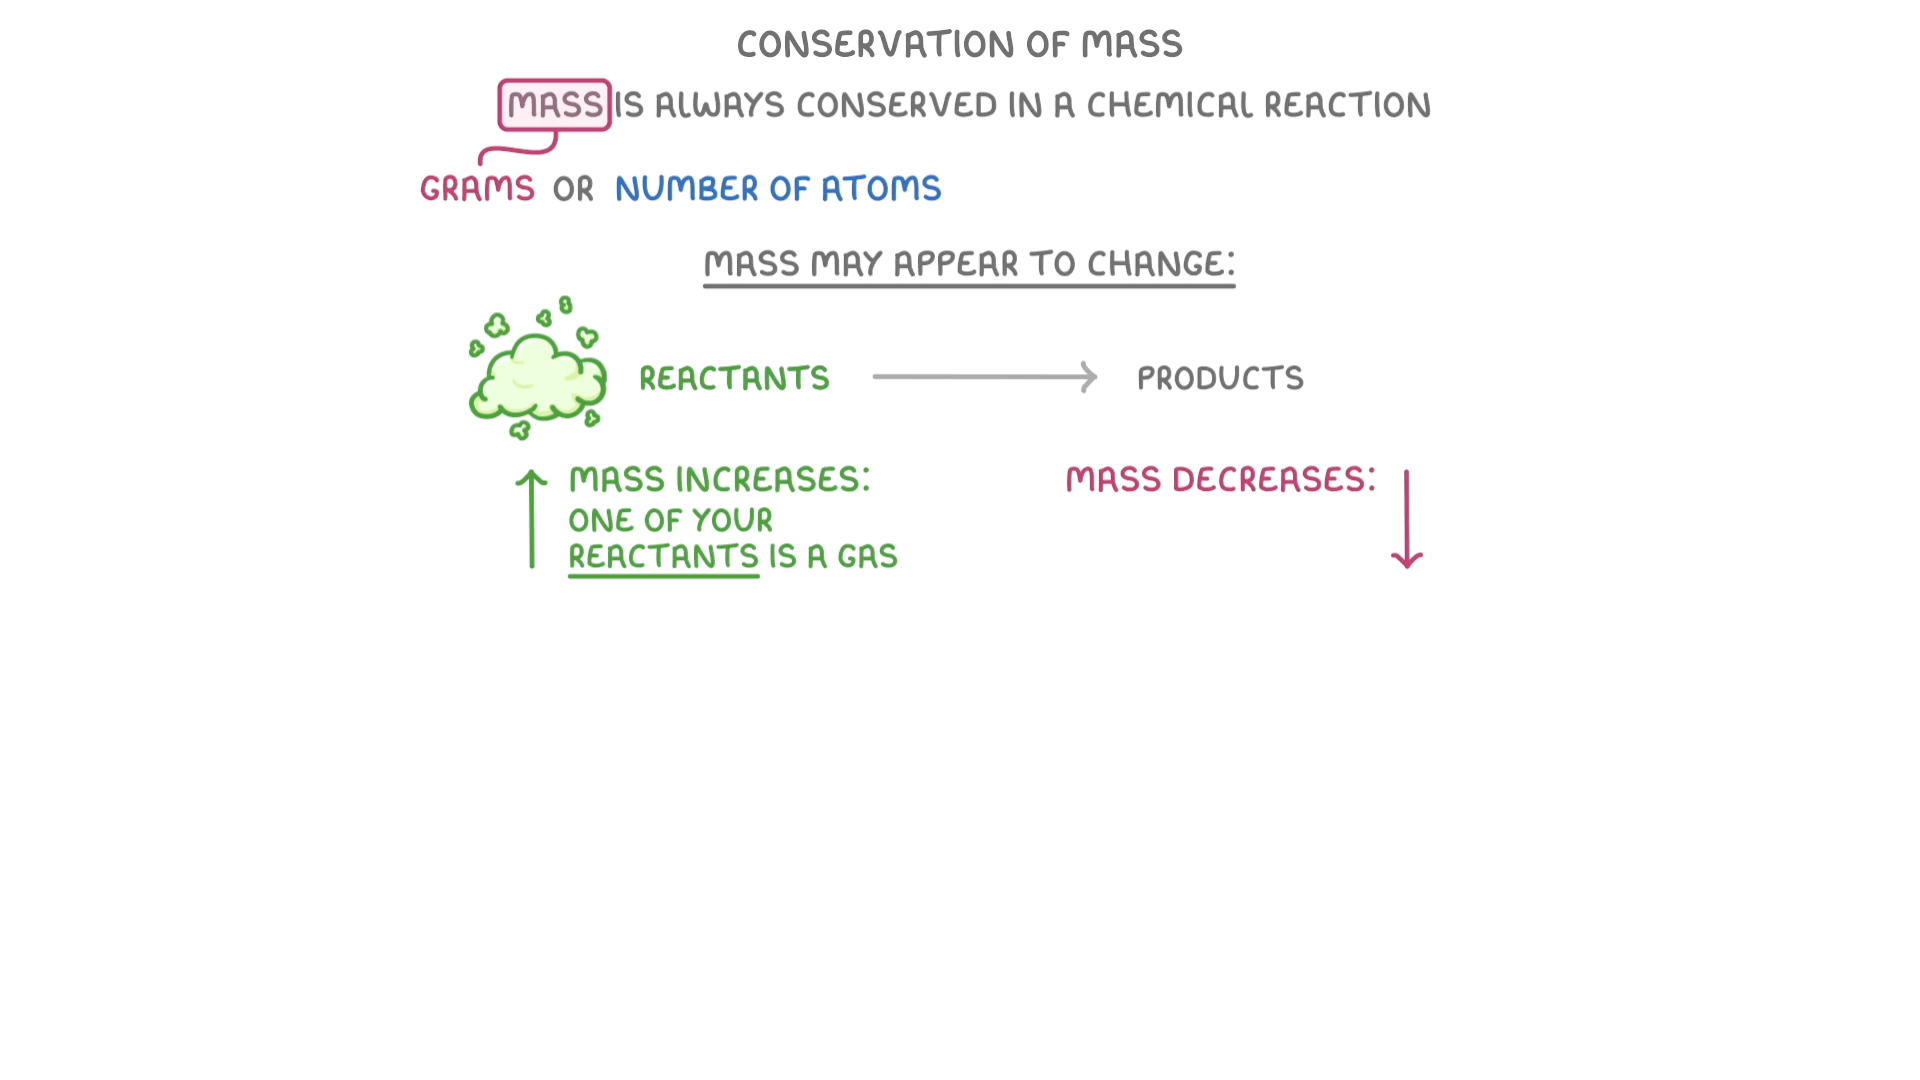 CONSERVATION OF MASS
MASS IS ALWAYS CONSERVED IN A CHEMICAL REACTION
GRAMS OR NUMBER OF ATOMS
MASS MAY APPEAR TO CHANGE:
REACTANTS PRODUCTS
MASS INCREASES:
ONE OF YOUR
REACTANTS IS A GAS
MASS DECREASES: